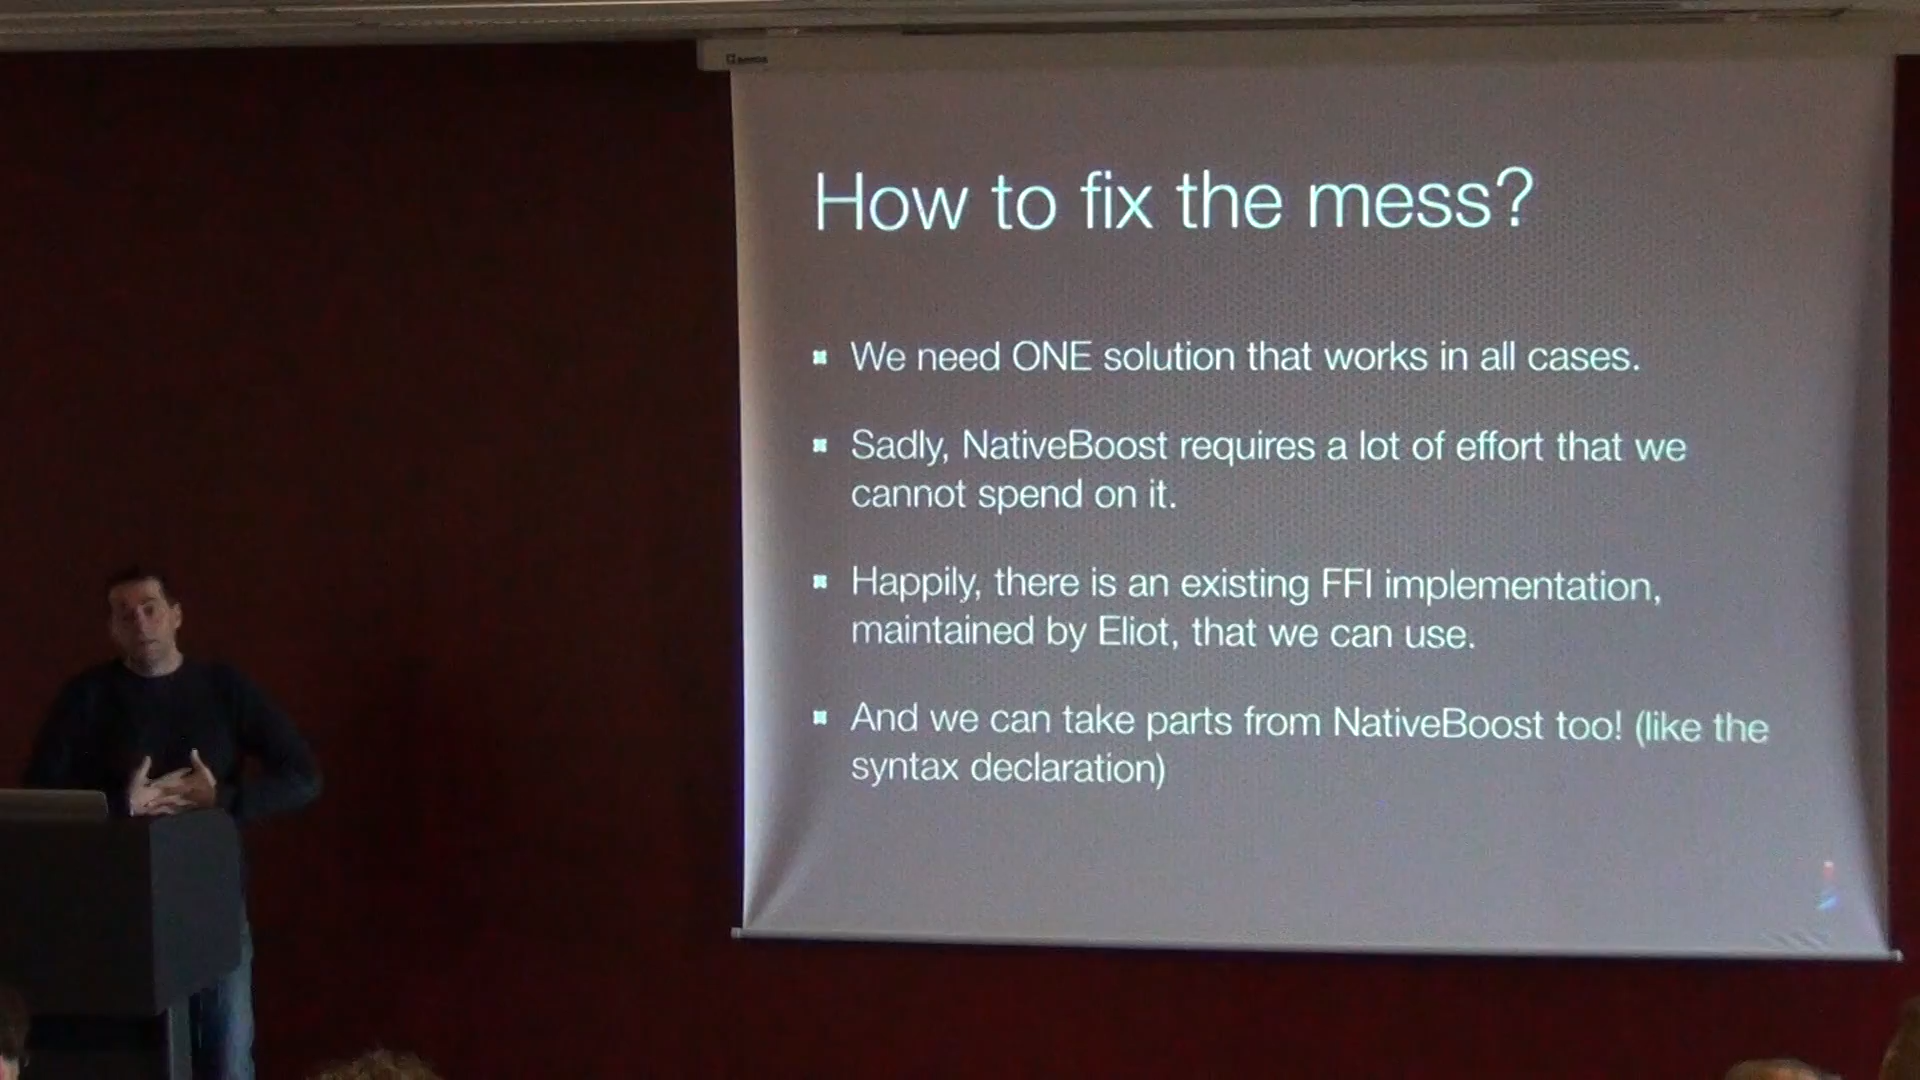 How to fix the mess?
We need ONE solution that works in all cases.
Sadly, NativeBoost requires a lot of effort that we
cannot spend on it.
Happily, there is an existing FFI implementation,
maintained by Eliot, that we can use.
And we can take parts from NativeBoost too! (like the
syntax declaration)